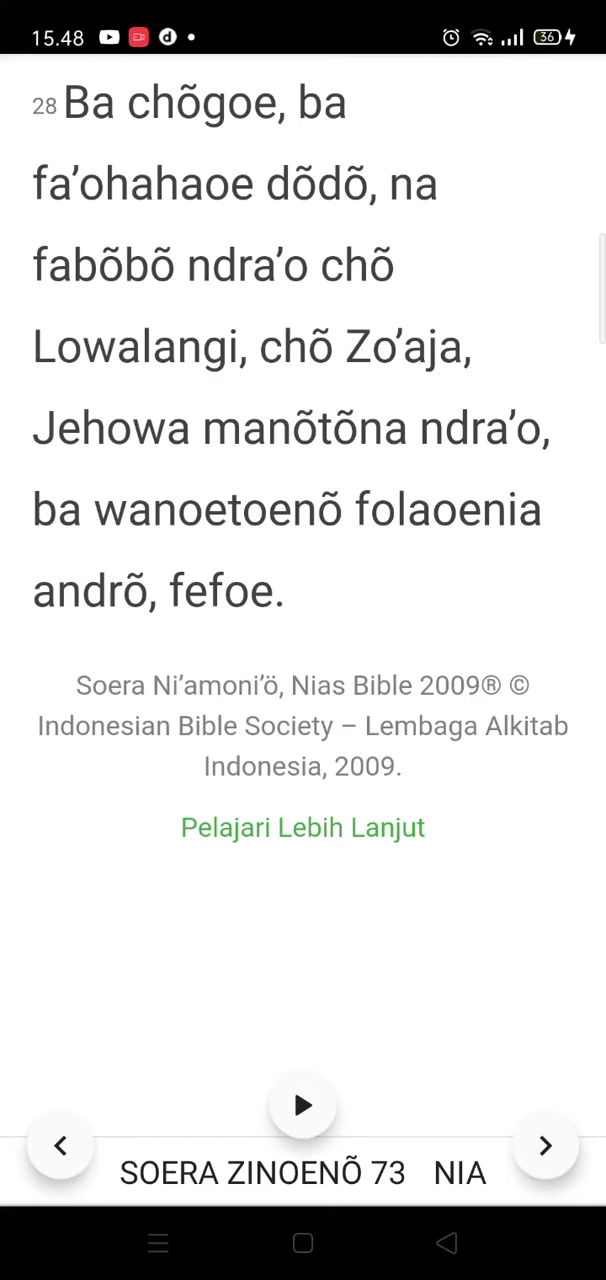 15.48
36
28 Ba chõgoe, ba
fa’ohahaoe dõdõ, na
fabõbõ ndra’o chõ
Lowalangi, chõ Zo’aja,
Jehowa manõtõna ndra’o,
ba wanoetoenõ folaoenia
andrõ, fefoe.
Soera Ni’amoni’ö, Nias Bible 2009® ©
Indonesian Bible Society – Lembaga Alkitab
Indonesia, 2009.
Pelajari Lebih Lanjut
SOERA ZINOENÕ 73 NIA